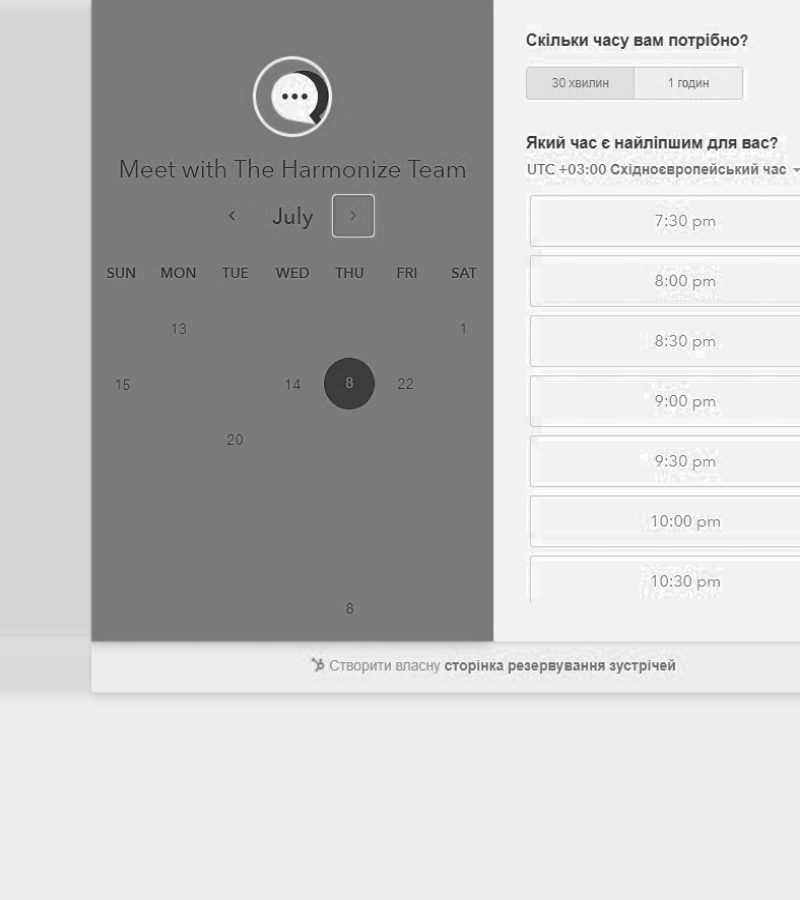 Meet with The Harmonize Team
July
SUN MON TUE WED THU FRI SAT
13 1
15 14 8 22
20
8
Скільки часу вам потрібно?
30 хвилин 1 годин
Який час є найліпшим для вас?
UTC +03:00 Східноєвропейський час
7:30 pm
8:00 pm
8:30 pm
9:00 pm
9:30 pm
10:00 pm
10:30 pm
Створити власну сторінка резервування зустрічей